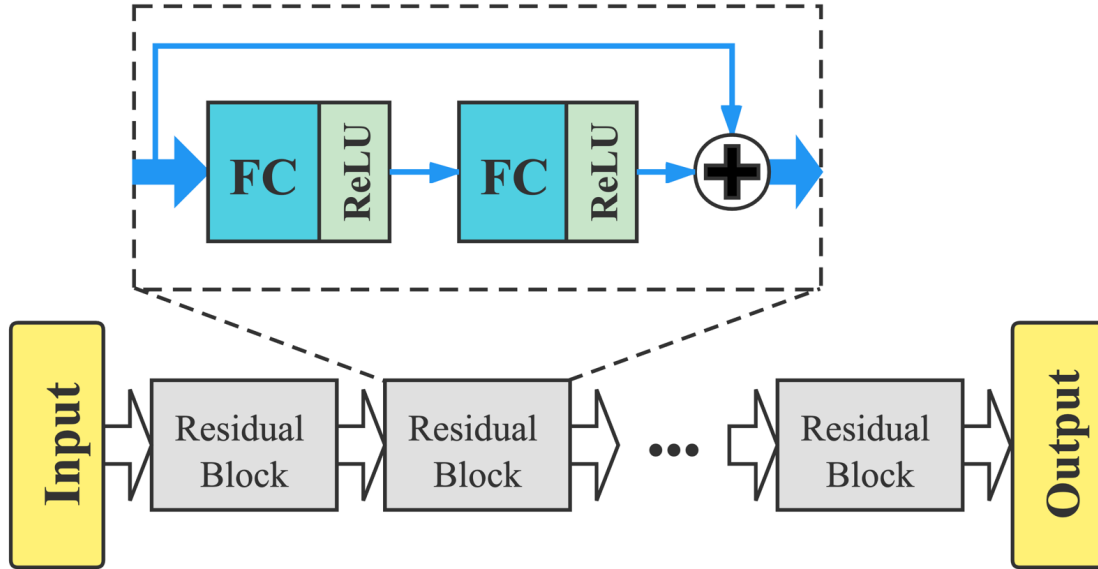 FC
ReLU
FC
ReLU
Input
Residual
Block
Residual
Block
Residual
Block
Output